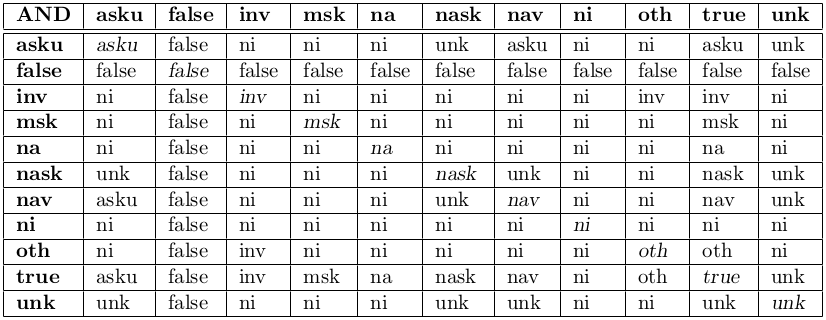 AND asku false inv msk na nask nav ni oth true unk
asku asku false ni ni ni unk asku ni ni asku unk
false false false false false false false false false false false false
inv ni false inv ni ni ni ni ni inv inv ni
msk ni false ni msk ni ni ni ni ni msk ni
na ni false ni ni na ni ni ni ni na ni
nask unk false ni ni ni nask unk ni ni nask unk
nav asku false ni ni ni unk nav ni ni nav unk
ni ni false ni ni ni ni ni ni ni ni ni
oth ni false inv ni ni ni ni ni oth oth ni
true asku false inv msk na nask nav ni oth true unk
unk unk false ni ni ni unk unk ni ni unk unk